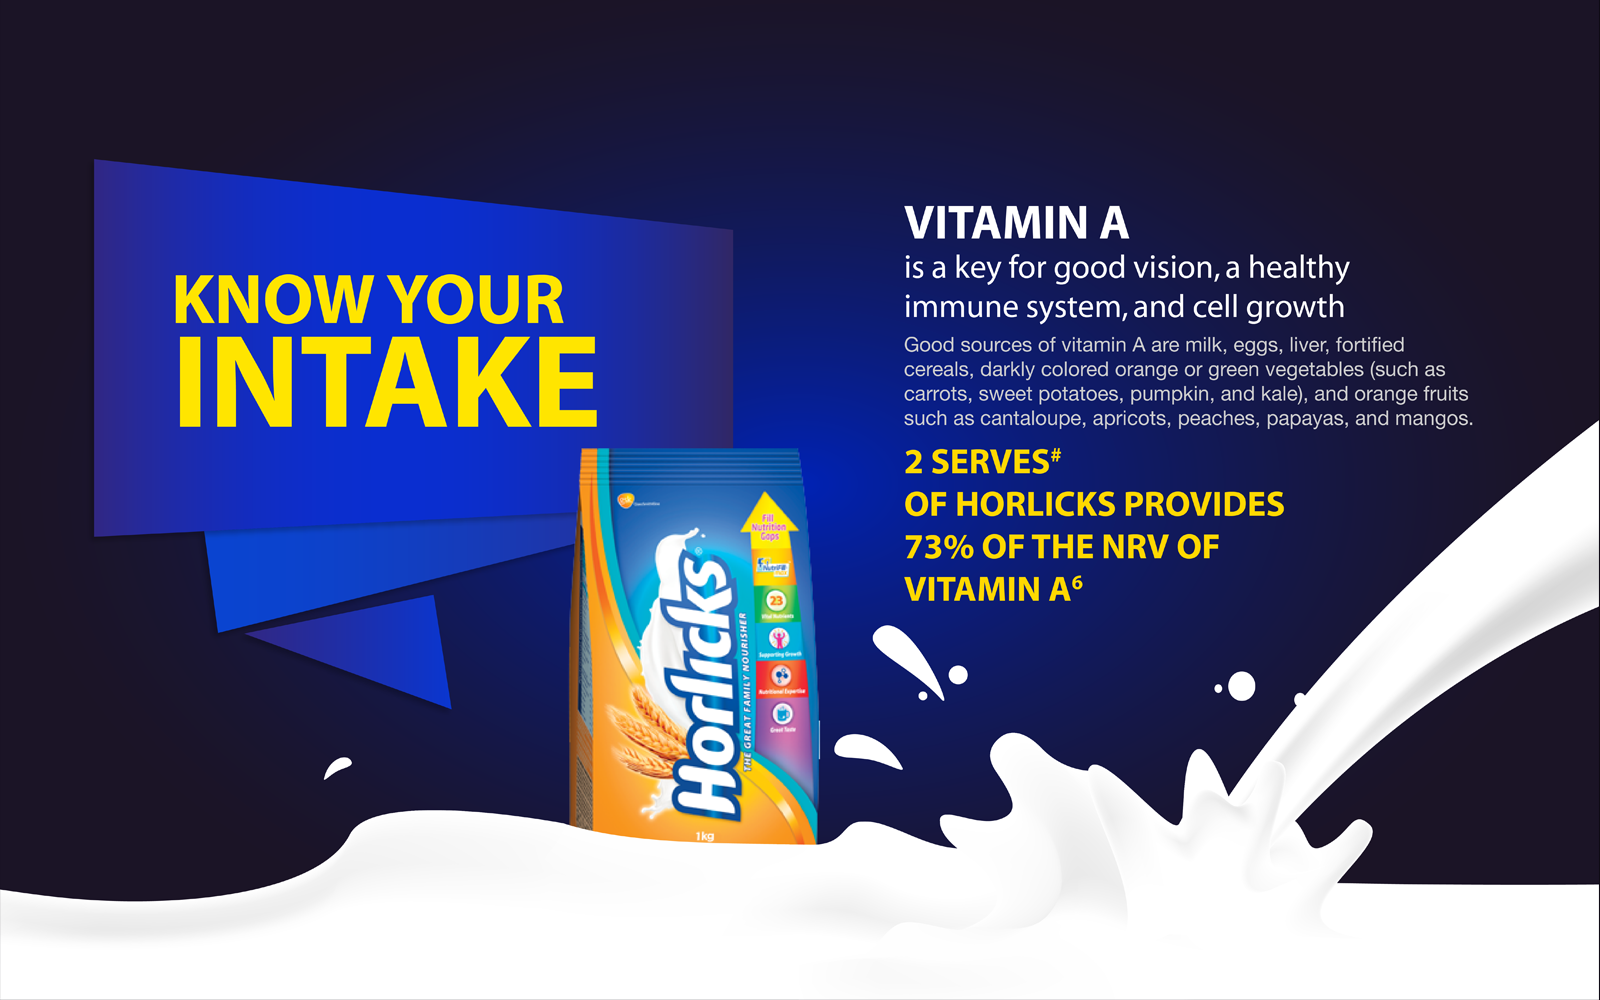 KNOW YOUR
INTAKE
VITAMIN A
is a key for good vision, a healthy
immune system, and cell growth
Good sources of vitamin A are milk, eggs, liver, fortified
cereals, darkly colored orange or green vegetables (such as
carrots, sweet potatoes, pumpkin, and kale), and orange fruits
such as cantaloupe, apricots, peaches, papayas, and mangos.
2 SERVES#
OF HORLICKS PROVIDES
73% OF THE NRV OF
VITAMIN A6
Fill
Nutrition
Gaps
23
Vital Nutrients
Supporting Growth
Nutritional Expertise
Great Taste
Horlicks®
THE GREAT FAMILY NOURISHER
1kg